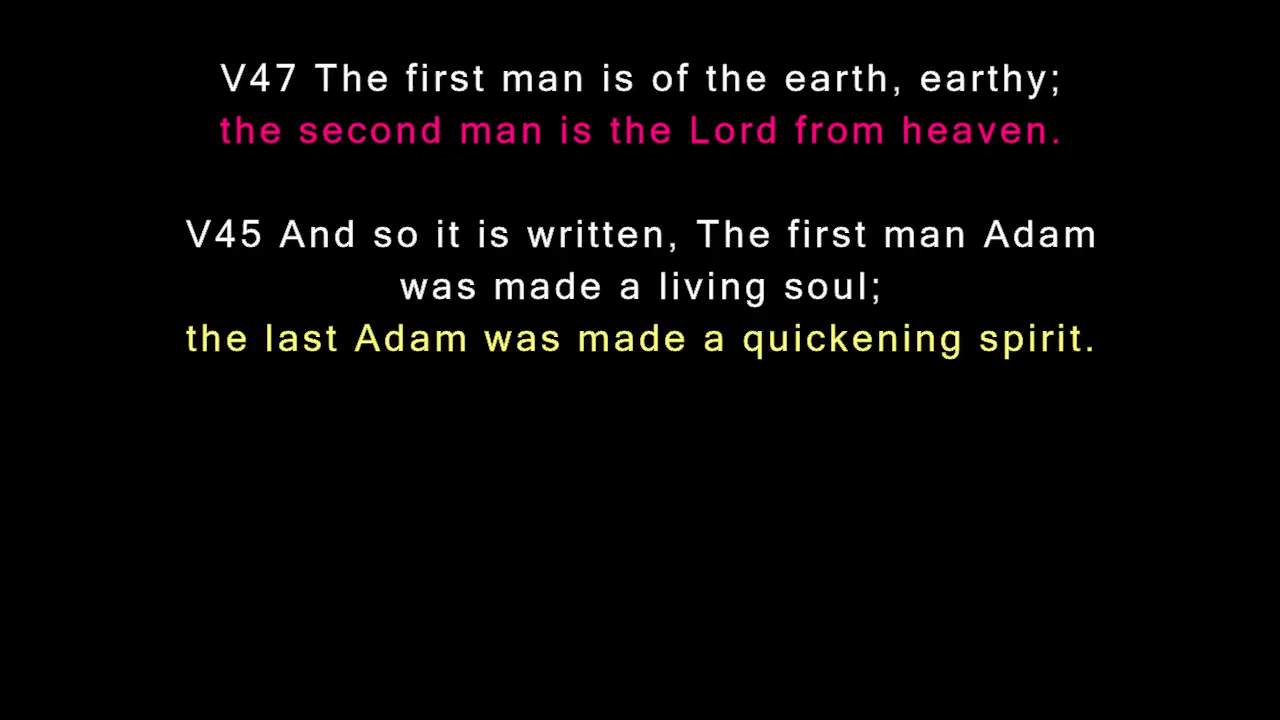 V47 The first man is of the earth, earthy;
the second man is the Lord from heaven.
V45 And so it is written, The first man Adam
was made a living soul;
the last Adam was made a quickening spirit.